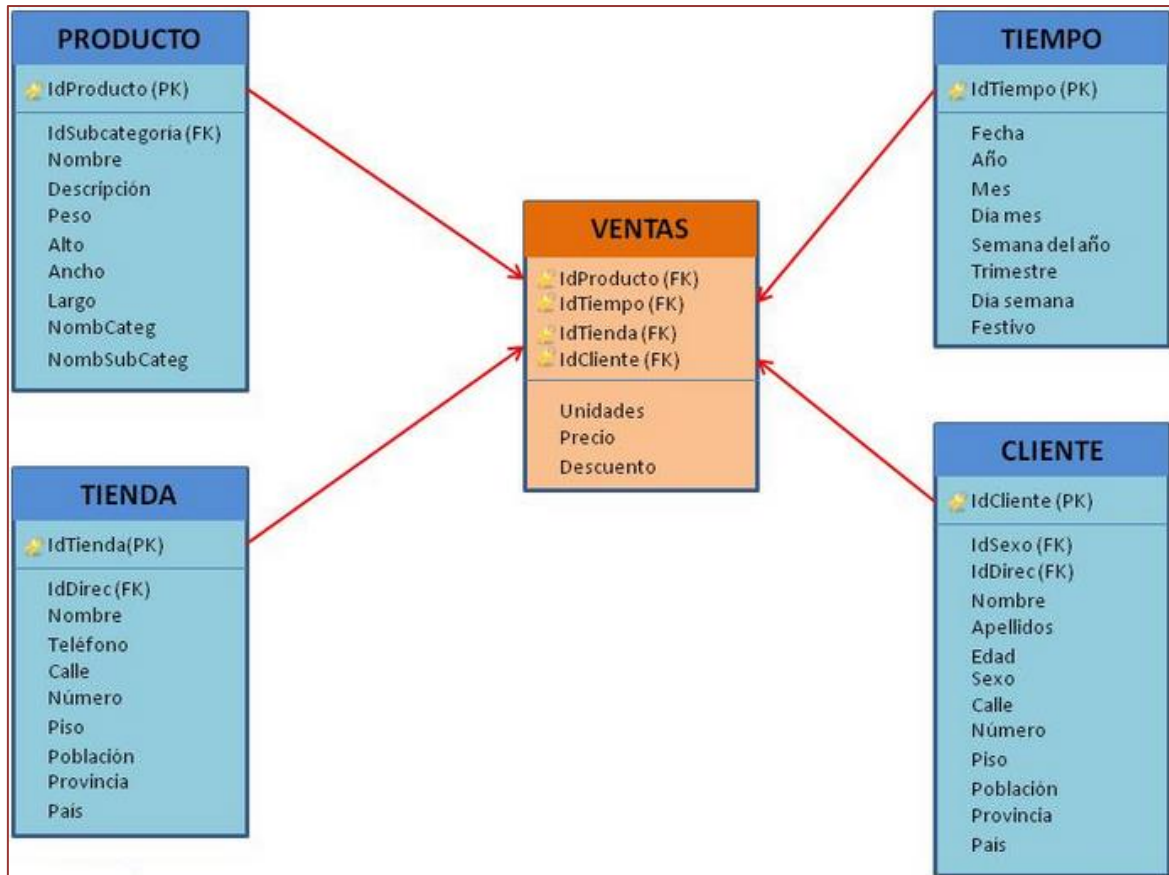 PRODUCTO
IdProducto (PK)
IdSubcategoría (FK)
Nombre
Descripción
Peso
Alto
Ancho
Largo
NombCateg
NombSubCateg
TIENDA
IdTienda(PK)
IdDirec (FK)
Nombre
Teléfono
Calle
Número
Piso
Población
Provincia
País
VENTAS
IdProducto (FK)
IdTiempo (FK)
IdTienda (FK)
IdCliente (FK)
Unidades
Precio
Descuento
TIEMPO
IdTiempo (PK)
Fecha
Año
Mes
Día mes
Semana del año
Trimestre
Día semana
Festivo
CLIENTE
IdCliente (PK)
IdSexo (FK)
IdDirec (FK)
Nombre
Apellidos
Edad
Sexo
Calle
Número
Piso
Población
Provincia
País